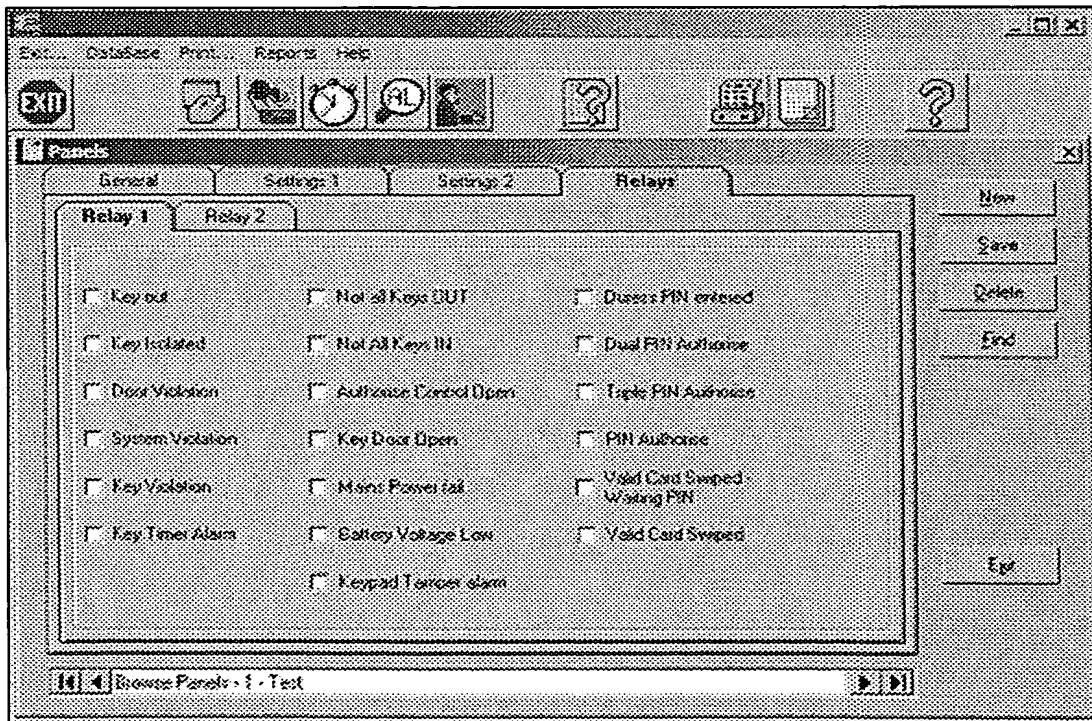 Exit... DataBase Print... Reports Help
EXIT
AL
Panels
General Settings 1 Settings 2 Relays
Relay 1 Relay 2
New
Save
Delete
Find
Exit
Key out
Key Isolated
Door Violation
System Violation
Key Violation
Key Timer Alarm
Not all Keys OUT
Not All Keys IN
Authorise Control Open
Key Door Open
Mains Power fail
Battery Voltage Low
Keypad Tamper alarm
Duress PIN entered
Dual PIN Authorise
Triple PIN Authorise
PIN Authorise
Valid Card Swiped -
Waiting PIN
Valid Card Swiped
Browse Panels - 1 - Test